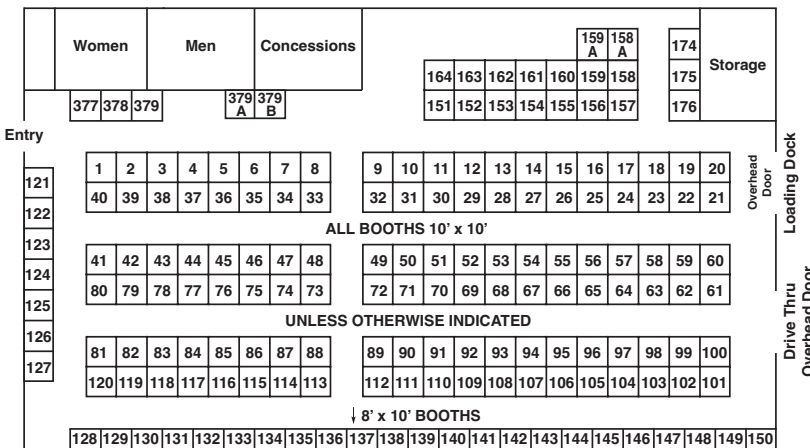 159 158 174
A A
Women Men Concessions Storage
164 163 162 161 160 159 158 175
377 378 379 379 379 151 152 153 154 155 156 157 176
A B
Entry
Loading Dock
Overhead
Door
1 2 3 4 5 6 7 8 9 10 11 12 13 14 15 16 17 18 19 20
121
40 39 38 37 36 35 34 33 32 31 30 29 28 27 26 25 24 23 22 21
122
ALL BOOTHS 10' x 10'
123
41 42 43 44 45 46 47 48 49 50 51 52 53 54 55 56 57 58 59 60
124
80 79 78 77 76 75 74 73 72 71 70 69 68 67 66 65 64 63 62 61
125
Drive Thru
Overhead Door
UNLESS OTHERWISE INDICATED
126
81 82 83 84 85 86 87 88 89 90 91 92 93 94 95 96 97 98 99 100
127
120 119 118 117 116 115 114 113 112 111 110 109 108 107 106 105 104 103 102 101
↓ 8' x 10' BOOTHS
128 129 130 131 132 133 134 135 136 137 138 139 140 141 142 143 144 145 146 147 148 149 150